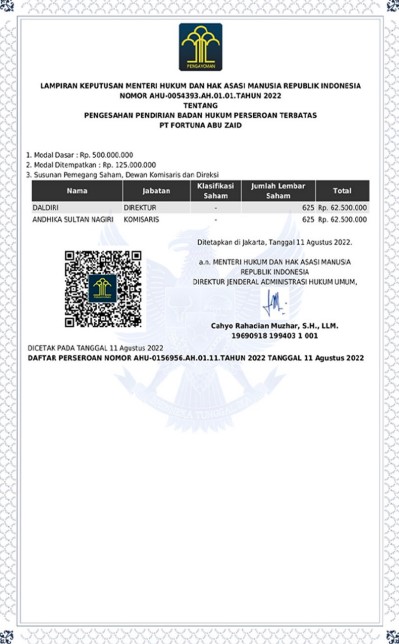 PENGAYOMAN
LAMPIRAN KEPUTUSAN MENTERI HUKUM DAN HAK ASASI MANUSIA REPUBLIK INDONESIA
NOMOR AHU-0054393.AH.01.01.TAHUN 2022
TENTANG
PENGESAHAN PENDIRIAN BADAN HUKUM PERSEROAN TERBATAS
PT FORTUNA ABU ZAID
1. Modal Dasar : Rp. 500.000.000
2. Modal Ditempatkan : Rp. 125.000.000
3. Susunan Pemegang Saham, Dewan Komisaris dan Direksi
Nama Jabatan Klasifikasi Saham Jumlah Lembar Saham Total
DALDIRI DIREKTUR - 625 Rp. 62.500.000
ANDHIKA SULTAN NAGIRI KOMISARIS - 625 Rp. 62.500.000
Ditetapkan di Jakarta, Tanggal 11 Agustus 2022.
a.n. MENTERI HUKUM DAN HAK ASASI MANUSIA
REPUBLIK INDONESIA
DIREKTUR JENDERAL ADMINISTRASI HUKUM UMUM,
Cahyo Rahadian Muzhar, S.H., LLM.
19690918 199403 1 001
DICETAK PADA TANGGAL 11 Agustus 2022
DAFTAR PERSEROAN NOMOR AHU-0156956.AH.01.11.TAHUN 2022 TANGGAL 11 Agustus 2022